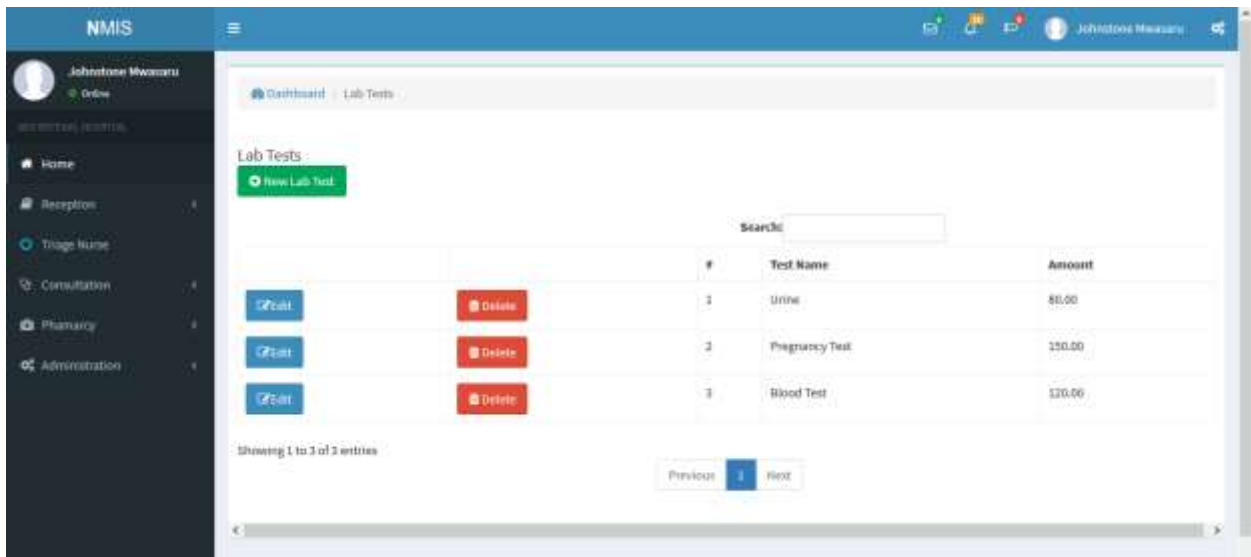 NMIS
Johnstone Mwasaru
Johnstone Mwasaru
Online
Dashboard / Lab Tests
Home
Reception
Triage Nurse
Consultation
Phamarcy
Administration
Lab Tests
New Lab Test
Search:
# Test Name Amount
Edit Delete 1 Urine 80.00
Edit Delete 2 Pregnancy Test 150.00
Edit Delete 3 Blood Test 120.00
Showing 1 to 3 of 3 entries
Previous 1 Next